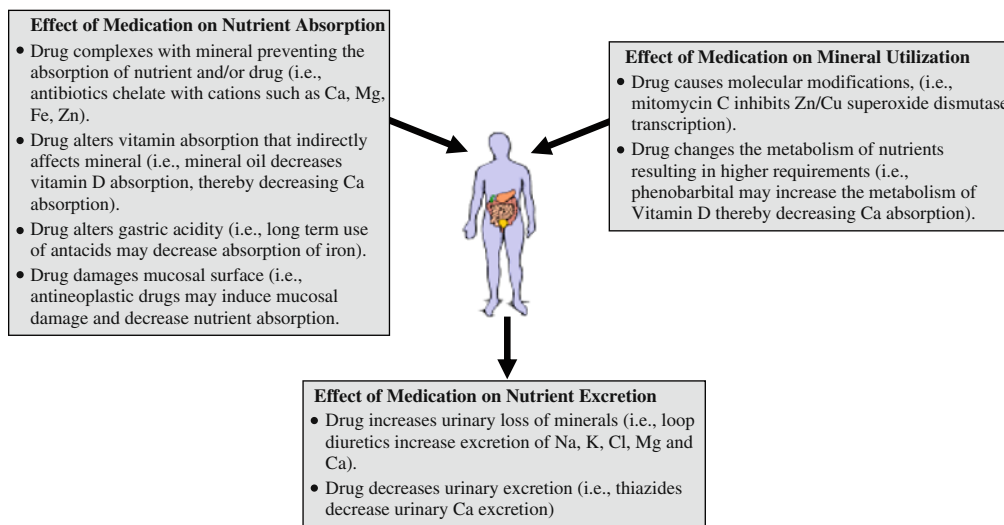 Effect of Medication on Nutrient Absorption
• Drug complexes with mineral preventing the
absorption of nutrient and/or drug (i.e.,
antibiotics chelate with cations such as Ca, Mg,
Fe, Zn).
• Drug alters vitamin absorption that indirectly
affects mineral (i.e., mineral oil decreases
vitamin D absorption, thereby decreasing Ca
absorption).
• Drug alters gastric acidity (i.e., long term use
of antacids may decrease absorption of iron).
• Drug damages mucosal surface (i.e.,
antineoplastic drugs may induce mucosal
damage and decrease nutrient absorption.
Effect of Medication on Mineral Utilization
• Drug causes molecular modifications, (i.e.,
mitomycin C inhibits Zn/Cu superoxide dismutase
transcription).
• Drug changes the metabolism of nutrients
resulting in higher requirements (i.e.,
phenobarbital may increase the metabolism of
Vitamin D thereby decreasing Ca absorption).
Effect of Medication on Nutrient Excretion
• Drug increases urinary loss of minerals (i.e., loop
diuretics increase excretion of Na, K, Cl, Mg and
Ca).
• Drug decreases urinary excretion (i.e., thiazides
decrease urinary Ca excretion)